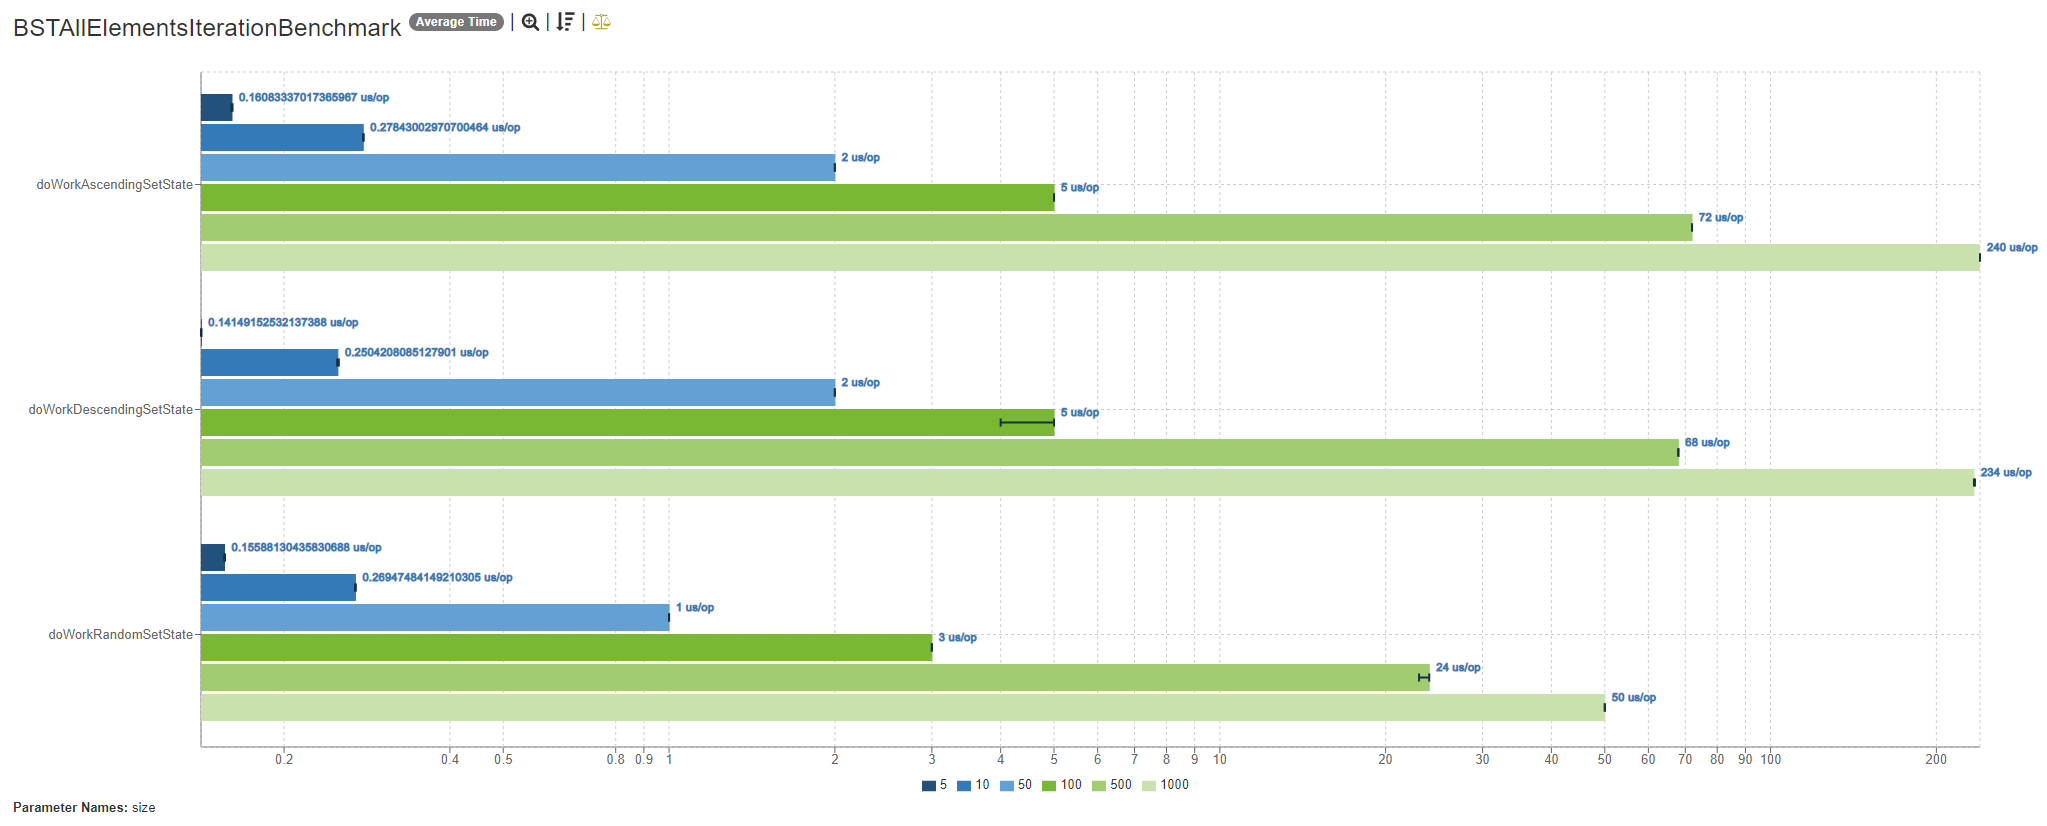 BSTAllElementsIterationBenchmark Average Time | | |
0.16083337017365967 us/op
0.27843002970700464 us/op
2 us/op
doWorkAscendingSetState
5 us/op
72 us/op
240 us/op
0.14149152532137388 us/op
0.2504208085127901 us/op
2 us/op
doWorkDescendingSetState
5 us/op
68 us/op
234 us/op
0.15588130435830688 us/op
0.26947484149210305 us/op
1 us/op
doWorkRandomSetState
3 us/op
24 us/op
50 us/op
0.2 0.4 0.5 0.8 0.9 1 2 3 4 5 6 7 8 9 10 20 30 40 50 60 70 80 90 100 200
5 10 50 100 500 1000
Parameter Names: size